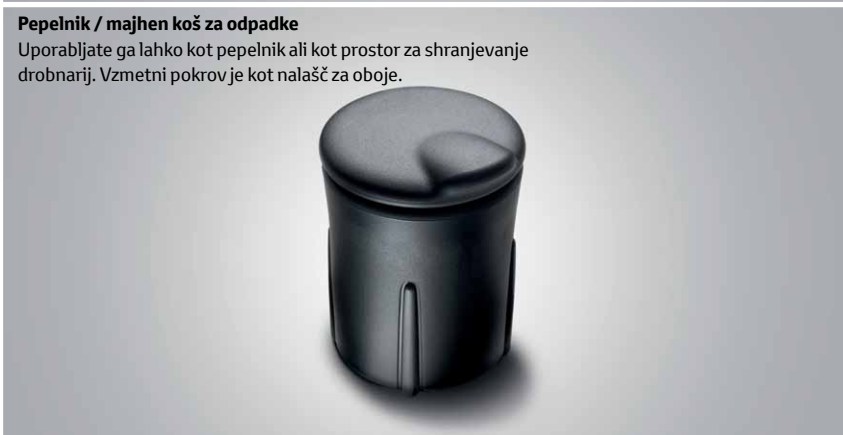 Pepelnik / majhen koš za odpadke
Uporabljate ga lahko kot pepelnik ali kot prostor za shranjevanje
drobnarij. Vzmetni pokrov je kot nalašč za oboje.